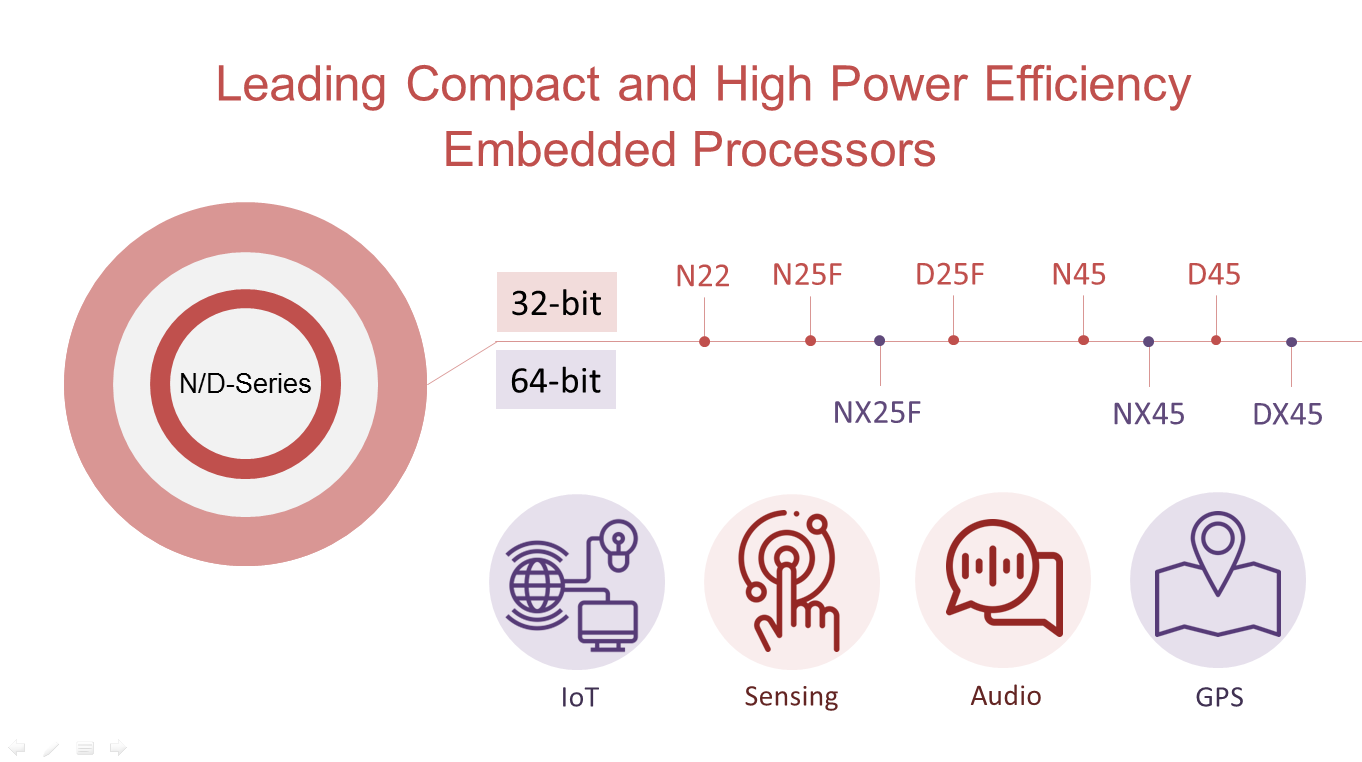 Leading Compact and High Power Efficiency
Embedded Processors
N/D-Series
32-bit
64-bit
N22
N25F
D25F
N45
D45
NX25F
NX45
DX45
IoT
Sensing
Audio
GPS